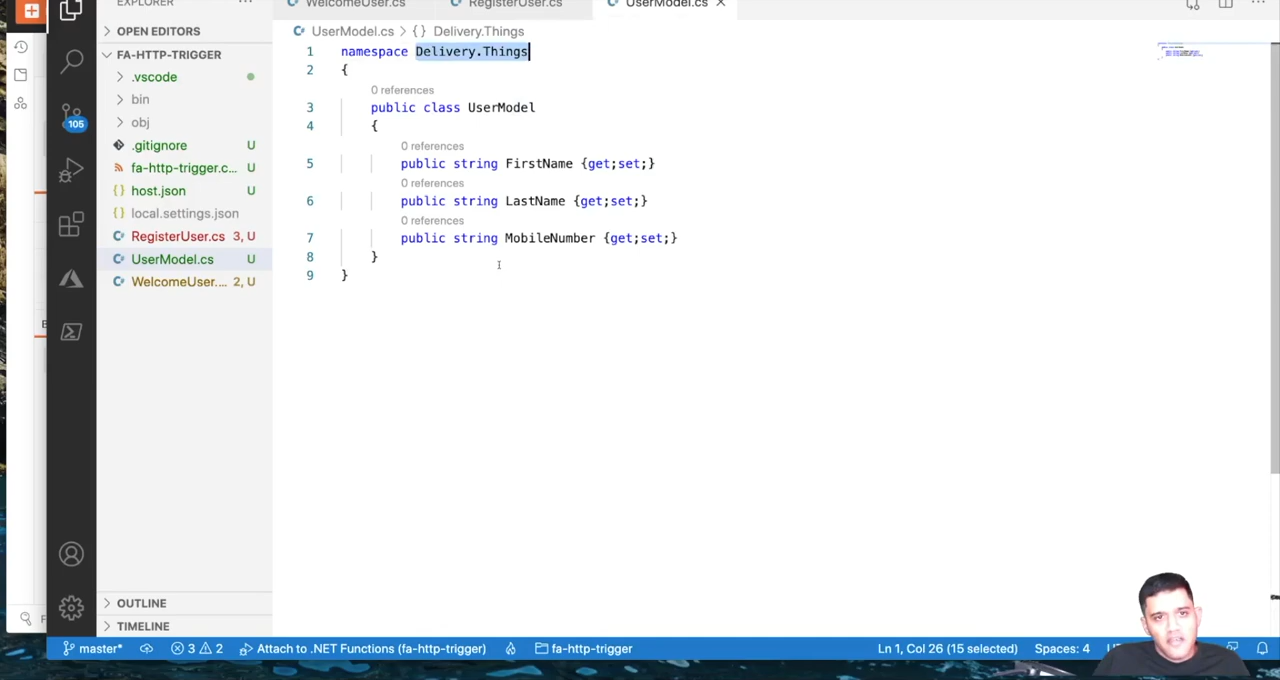 EXPLORER
WelcomeUser.cs
RegisterUser.cs
UserModel.cs
OPEN EDITORS
FA-HTTP-TRIGGER
.vscode
bin
obj
.gitignore U
fa-http-trigger.c... U
host.json U
local.settings.json
RegisterUser.cs 3, U
UserModel.cs U
WelcomeUser.... 2, U
OUTLINE
TIMELINE
105
UserModel.cs > {} Delivery.Things
1 namespace Delivery.Things
2 {
0 references
3 public class UserModel
4 {
0 references
5 public string FirstName {get;set;}
0 references
6 public string LastName {get;set;}
0 references
7 public string MobileNumber {get;set;}
8 }
9 }
master* 3 2 Attach to .NET Functions (fa-http-trigger) fa-http-trigger Ln 1, Col 26 (15 selected) Spaces: 4